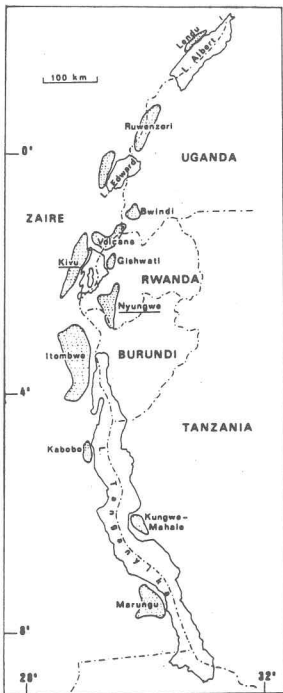 Lendu
L. Albert
100 km
Ruwenzori
0°
UGANDA
Edward
Bwindi
ZAIRE
Volcans
Kivu
Gishwati
RWANDA
Nyungwe
Itombwe
BURUNDI
4°
TANZANIA
Kabobo
L. Tanganyika
Kungwe-
Mahale
Marungu
8°
28°
32°